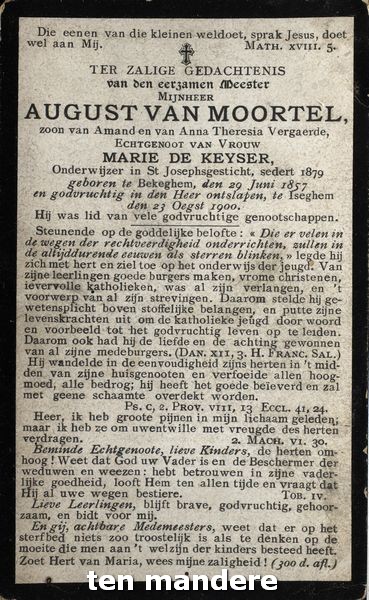 Die eenen van die kleinen weldoet, sprak Jesus, doet
wel aan Mij. MATH. XVIII. 5.
TER ZALIGE GEDACHTENIS
van den eerzamen Meester
MIJNHEER
AUGUST VAN MOORTEL,
zoon van Amand en van Anna Theresia Vergaerde,
ECHTGENOOT VAN VROUW
MARIE DE KEYSER,
Onderwijzer in St Josephsgesticht, sedert 1879
geboren te Bekeghem, den 29 Juni 1857
en godvruchtig in den Heer ontslapen, te Iseghem
den 23 Oegst 1900.
Hij was lid van vele godvruchtige genootschappen.
Steunende op de goddelijke belofte : « Die er velen in
de wegen der rechtveerdigheid onderrichten, zullen in
de altijddurende eeuwen als sterren blinken, » legde hij
zich met hert en ziel toe op het onderwijs der jeugd. Van
zijne leerlingen goede burgers maken, vrome christenen,
ievervolle katholieken, was al zijn verlangen, en 't
voorwerp van al zijn strevingen. Daarom stelde hij ge-
wetensplicht boven stoffelijke belangen, en putte zijne
levenskrachten uit om de katholieke jeugd door woord
en voorbeeld tot het godvruchtig leven op te leiden.
Daarom ook had hij de liefde en de achting gewonnen
van al zijne medeburgers. (DAN. XII, 3. H. FRANC. SAL.)
Hij wandelde in de eenvoudigheid zijns herten in 't mid-
den van zijne huisgenooten en verfoeide allen hoog-
moed, alle bedrog; hij heeft het goede beïeverd en zal
met geene schaamte overdekt worden.
PS. C, 2. PROV. VIII, 13 ECCL. 41, 24.
Heer, ik heb groote pijnen in mijn lichaam geleden;
maar ik heb ze om uwentwille met vreugde des herten
verdragen. 2. MACH. VI. 30.
Beminde Echtgenoote, lieve Kinders, de herten om-
hoog ! Weet dat God uw Vader is en de Beschermer der
weduwen en weezen; hebt betrouwen in zijne vader-
lijke goedheid, looft Hem ten allen tijde en vraagt dat
Hij al uwe wegen bestiere. TOB. IV.
Lieve Leerlingen, blijft brave, godvruchtig, gehoor-
zaam, en bidt voor mij.
En gij, achtbare Medemeesters, weet dat er op het
sterfbed niets zoo troostelijk is als te denken op de
moeite die men aan 't welzijn der kinders besteed heeft.
Zoet Hert van Maria, wees mijne zaligheid ! (300 d. afl.)
ten mandere